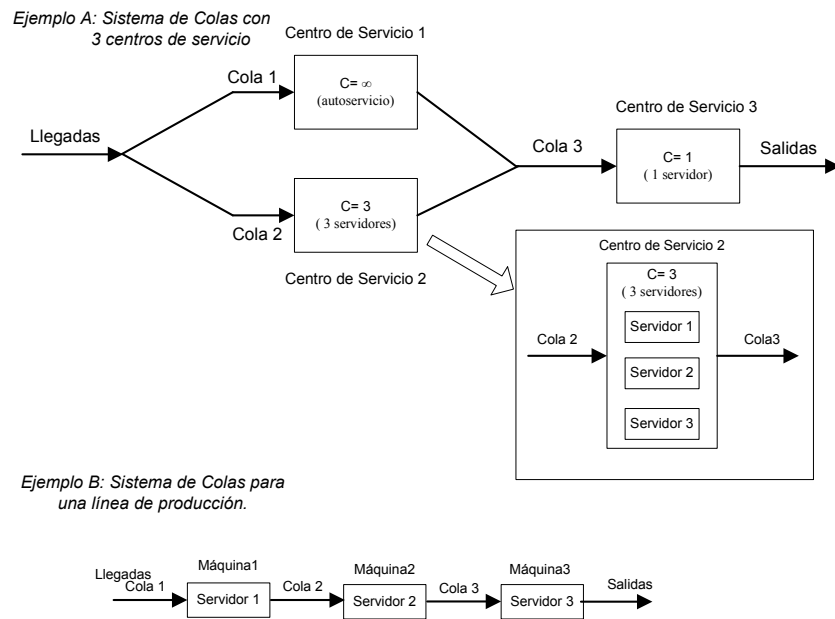 Ejemplo A: Sistema de Colas con
3 centros de servicio
Centro de Servicio 1
Cola 1
C= ∞
(autoservicio)
Centro de Servicio 3
Llegadas
Cola 3
C= 1
( 1 servidor)
Salidas
C= 3
( 3 servidores)
Cola 2
Centro de Servicio 2
Centro de Servicio 2
C= 3
( 3 servidores)
Servidor 1
Cola 2
Cola3
Servidor 2
Servidor 3
Ejemplo B: Sistema de Colas para
una línea de producción.
Llegadas
Cola 1
Máquina1
Servidor 1
Cola 2
Máquina2
Servidor 2
Cola 3
Máquina3
Servidor 3
Salidas